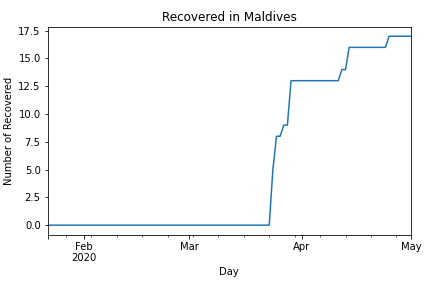 Recovered in Maldives
17.5
15.0
12.5
10.0
7.5
5.0
2.5
0.0
Number of Recovered
Feb
2020
Mar
Apr
May
Day